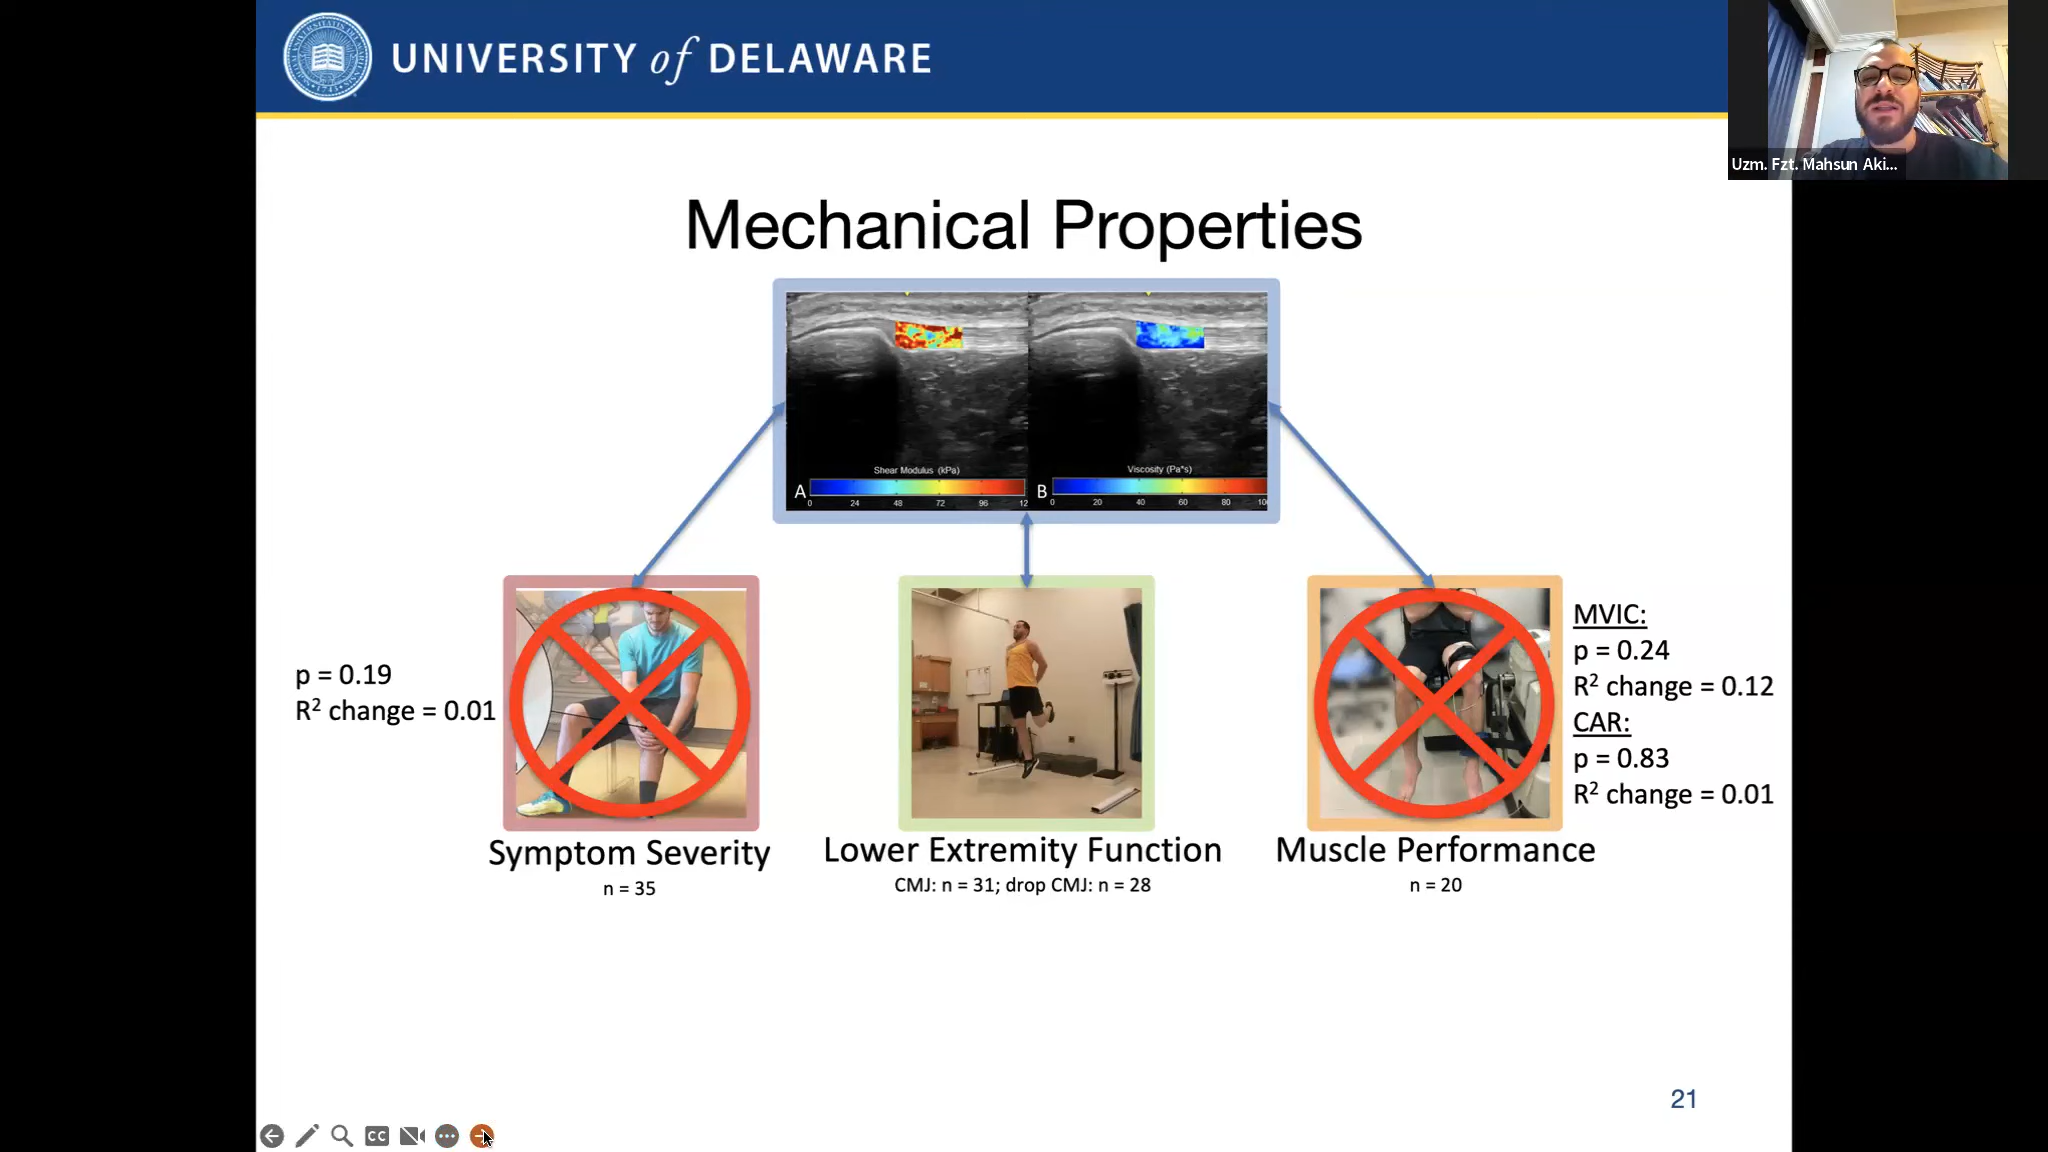 UNIVERSITY of DELAWARE
Uzm. Fzt. Mahsun Aki...
Mechanical Properties
Shear Modulus (kPa)
A
0 24 48 72 96 12
Viscosity (Pa*s)
B
0 20 40 60 80 10
p = 0.19
R² change = 0.01
MVIC:
p = 0.24
R² change = 0.12
CAR:
p = 0.83
R² change = 0.01
Symptom Severity
n = 35
Lower Extremity Function
CMJ: n = 31; drop CMJ: n = 28
Muscle Performance
n = 20
21
CC